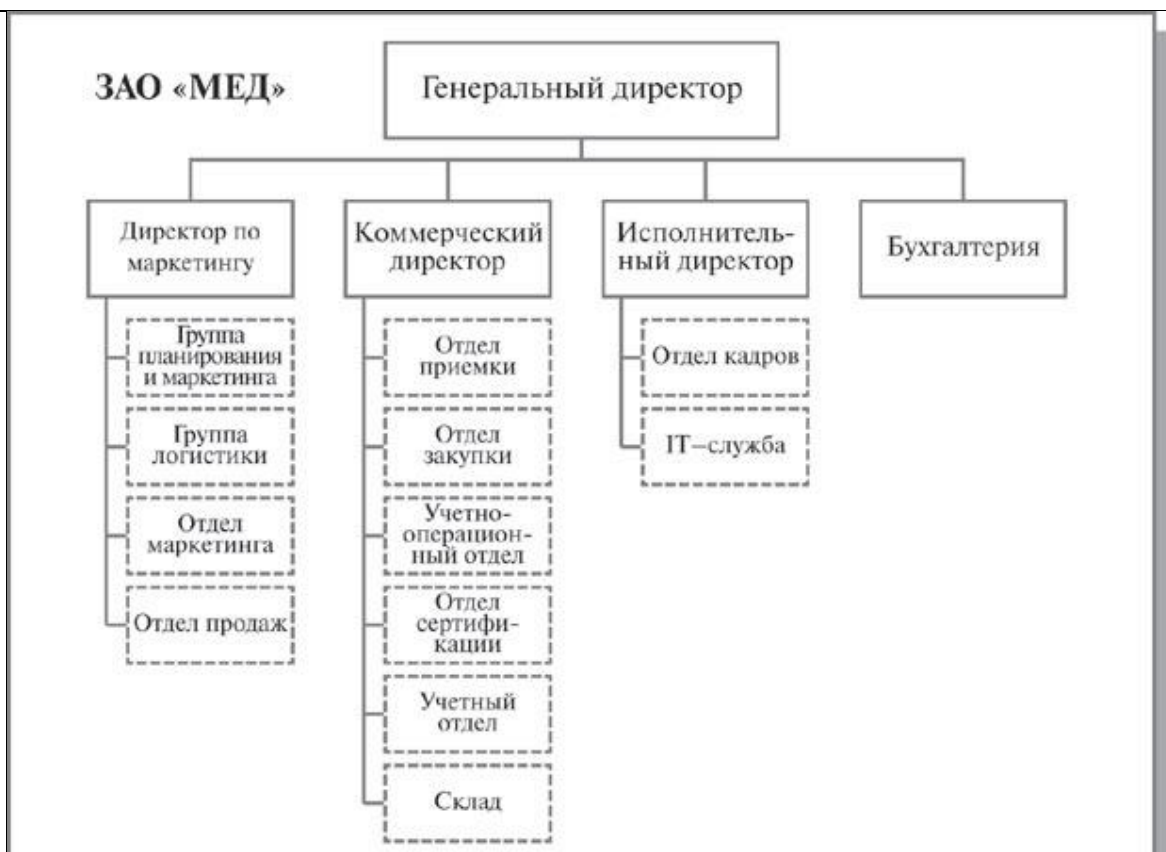 ЗАО «МЕД»
Генеральный директор
Директор по
маркетингу
Коммерческий
директор
Исполнитель-
ный директор
Бухгалтерия
Группа
планирования
и маркетинга
Группа
логистики
Отдел
маркетинга
Отдел продаж
Отдел
приемки
Отдел
закупки
Учетно-
операцион-
ный отдел
Отдел
сертифи-
кации
Учетный
отдел
Склад
Отдел кадров
IT–служба